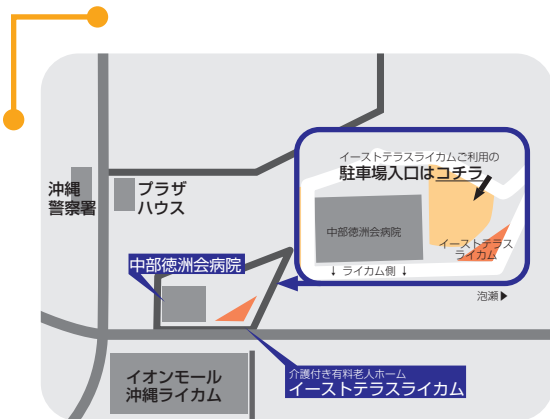 イーストテラスライカムご利用の
駐車場入口はコチラ
中部徳洲会病院
イーストテラス
ライカム
↓ ライカム側 ↓
泡瀬▶
沖縄
警察署
プラザ
ハウス
中部徳洲会病院
介護付き有料老人ホーム
イーストテラスライカム
イオンモール
沖縄ライカム